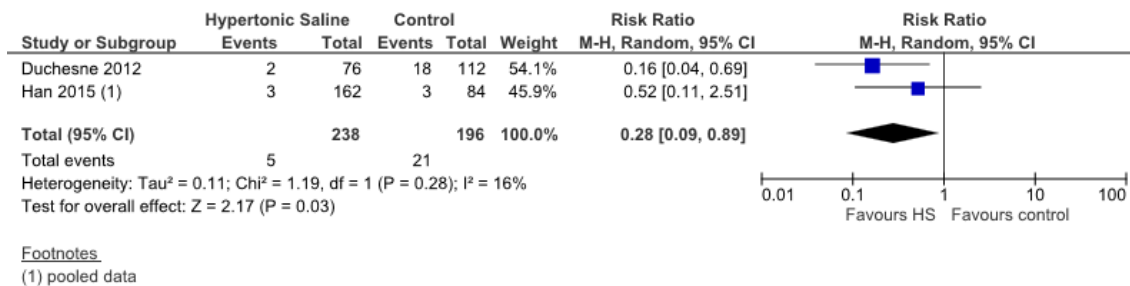 Hypertonic Saline Control Risk Ratio Risk Ratio
Study or Subgroup Events Total Events Total Weight M-H, Random, 95% CI M-H, Random, 95% CI
Duchesne 2012 2 76 18 112 54.1% 0.16 [0.04, 0.69]
Han 2015 (1) 3 162 3 84 45.9% 0.52 [0.11, 2.51]
Total (95% CI) 238 196 100.0% 0.28 [0.09, 0.89]
Total events 5 21
Heterogeneity: Tau² = 0.11; Chi² = 1.19, df = 1 (P = 0.28); I² = 16%
Test for overall effect: Z = 2.17 (P = 0.03)
0.01 0.1 1 10 100
Favours HS Favours control
Footnotes
(1) pooled data